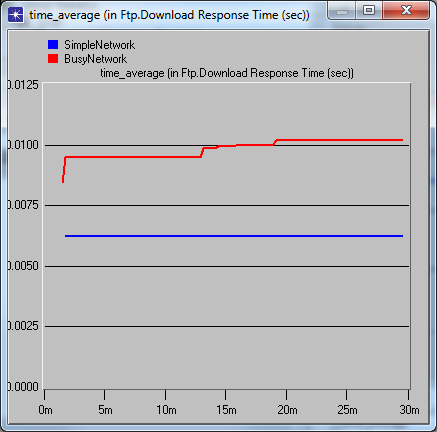 time_average (in Ftp.Download Response Time (sec))
SimpleNetwork
BusyNetwork
time_average (in Ftp.Download Response Time (sec))
0.0125
0.0100
0.0075
0.0050
0.0025
0.0000
0m 5m 10m 15m 20m 25m 30m